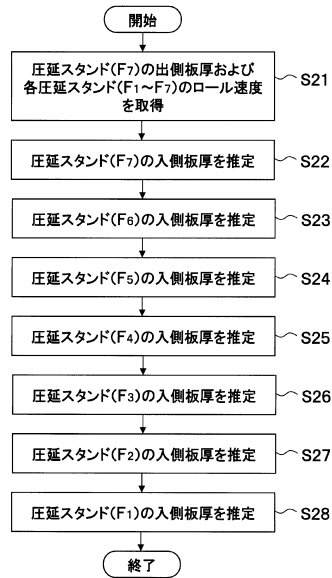 開始
圧延スタンド(F₇)の出側板厚および
各圧延スタンド(F₁～F₇)のロール速度
を取得
S21
圧延スタンド(F₇)の入側板厚を推定
S22
圧延スタンド(F₆)の入側板厚を推定
S23
圧延スタンド(F₅)の入側板厚を推定
S24
圧延スタンド(F₄)の入側板厚を推定
S25
圧延スタンド(F₃)の入側板厚を推定
S26
圧延スタンド(F₂)の入側板厚を推定
S27
圧延スタンド(F₁)の入側板厚を推定
S28
終了